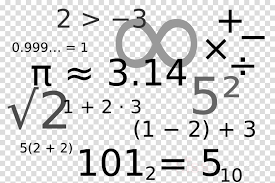 2 > −3 ∞ + −
0.999... = 1 × ÷
π ≈ 3.14
√2 1 + 2 · 3 5²
(1 − 2) + 3
5(2 + 2)
101₂ = 5₁₀